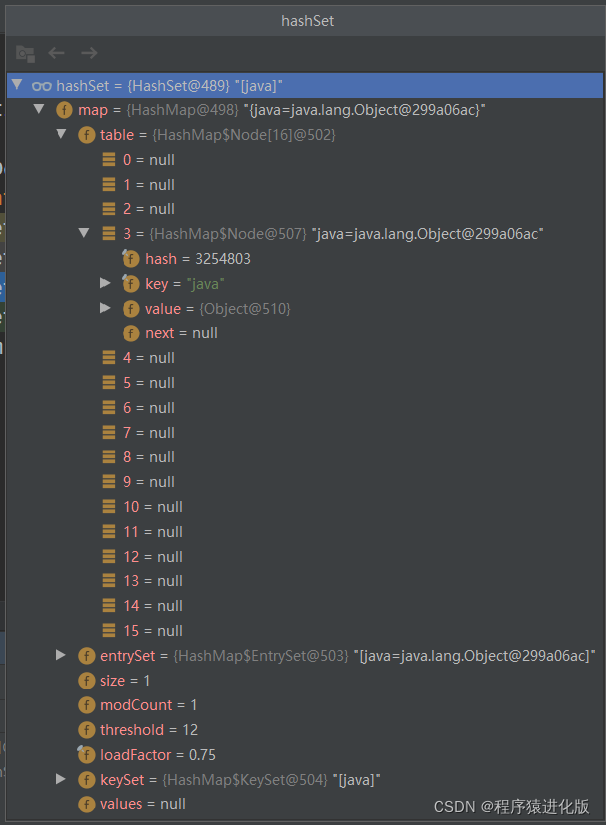 hashSet
hashSet = {HashSet@489} "[java]"
map = {HashMap@498} "{java=java.lang.Object@299a06ac}"
table = {HashMap$Node[16]@502}
0 = null
1 = null
2 = null
3 = {HashMap$Node@507} "java=java.lang.Object@299a06ac"
hash = 3254803
key = "java"
value = {Object@510}
next = null
4 = null
5 = null
6 = null
7 = null
8 = null
9 = null
10 = null
11 = null
12 = null
13 = null
14 = null
15 = null
entrySet = {HashMap$EntrySet@503} "[java=java.lang.Object@299a06ac]"
size = 1
modCount = 1
threshold = 12
loadFactor = 0.75
keySet = {HashMap$KeySet@504} "[java]"
values = null
CSDN @程序猿进化版